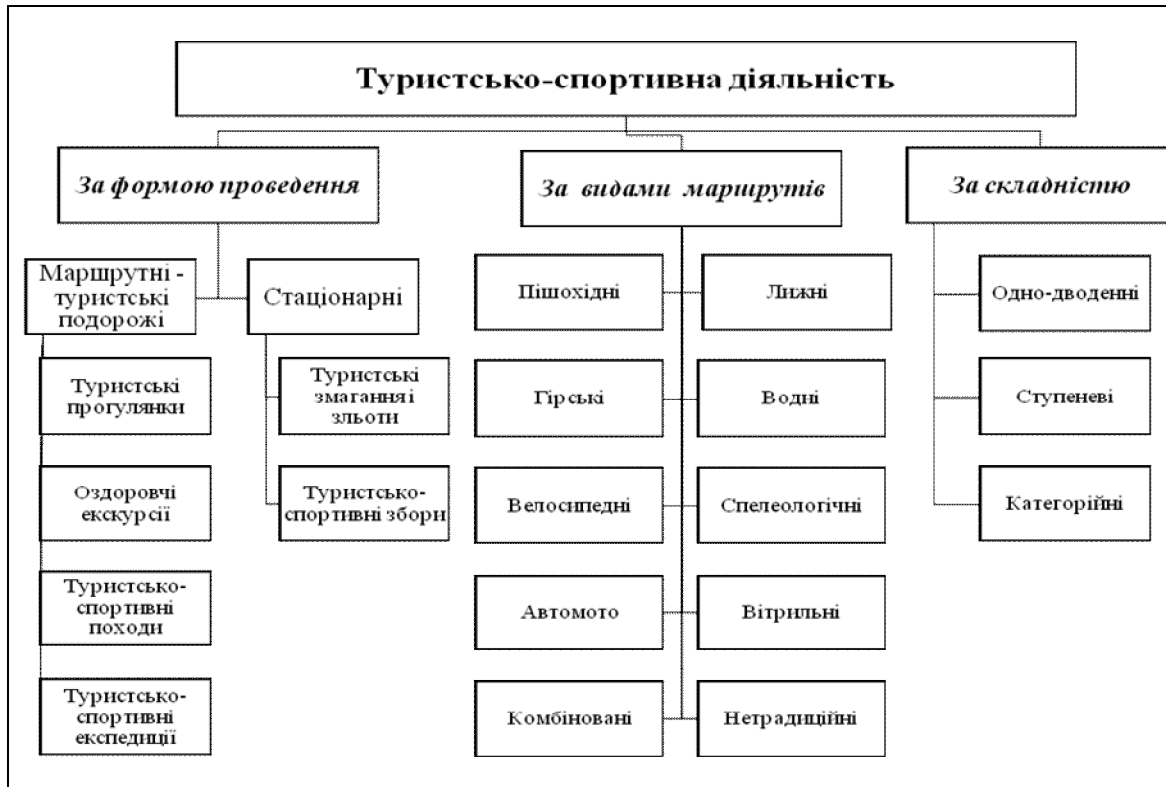 Туристсько-спортивна діяльність
За формою проведення
За видами маршрутів
За складністю
Маршрутні -
туристські
подорожі
Стаціонарні
Туристські
прогулянки
Оздоровчі
екскурсії
Туристсько-
спортивні
походи
Туристсько-
спортивні
експедиції
Туристські
змагання і
зльоти
Туристсько-
спортивні збори
Пішохідні
Лижні
Гірські
Водні
Велосипедні
Спелеологічні
Автомото
Вітрильні
Комбіновані
Нетрадиційні
Одно-дводенні
Ступеневі
Категорійні